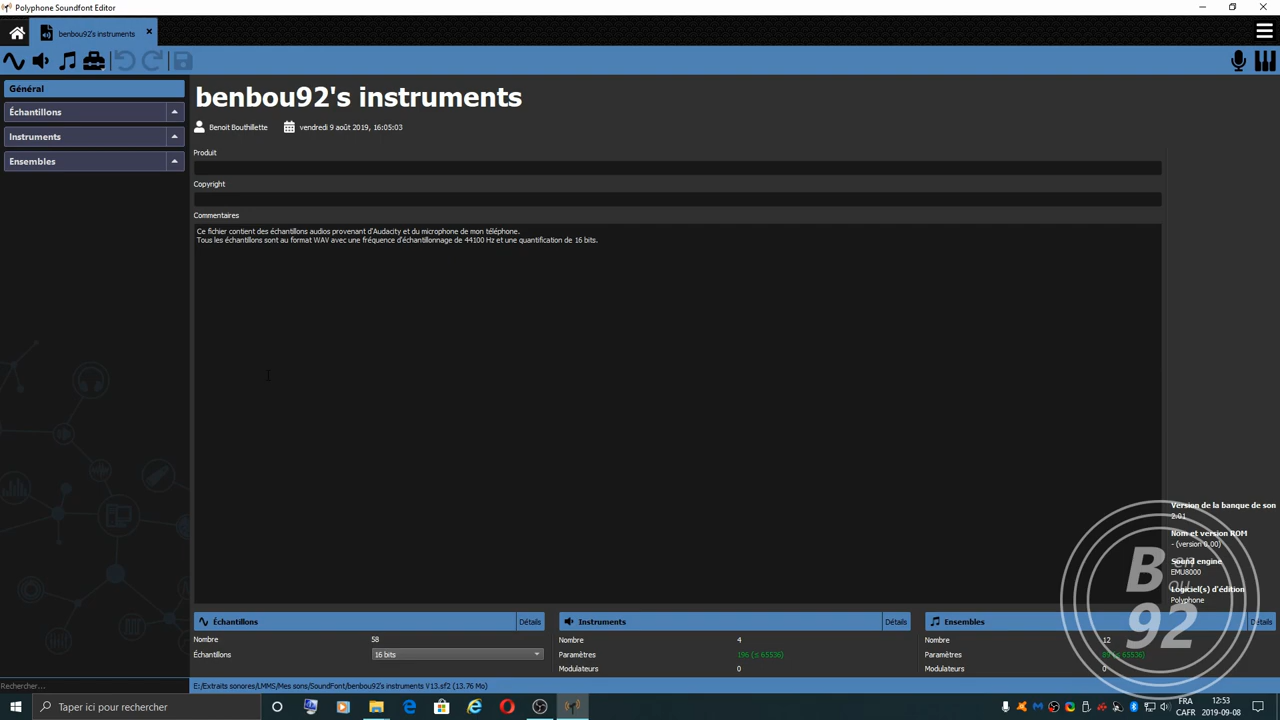 Polyphone Soundfont Editor
benbou92's instruments
Général
Échantillons
Instruments
Ensembles
benbou92's instruments
Benoit Bouthillette
vendredi 9 août 2019, 16:05:03
Produit
Copyright
Commentaires
Ce fichier contient des échantillons audios provenant d'Audacity et du microphone de mon téléphone.
Tous les échantillons sont au format WAV avec une fréquence d'échantillonnage de 44100 Hz et une quantification de 16 bits.
Version de la banque de son
2.01
Nom et version ROM
- (version 0.00)
Sound engine
EMU8000
Logiciel(s) d'édition
Polyphone
Ben
Bou
92
Échantillons
Détails
Nombre
58
Échantillons
16 bits
Instruments
Détails
Nombre
4
Paramètres
196 (≤ 65536)
Modulateurs
0
Ensembles
Détails
Nombre
12
Paramètres
Modulateurs
0
Rechercher...
E:/Extraits sonores/LMMS/Mes sons/SoundFont/benbou92's instruments V13.sf2 (13.76 Mo)
Taper ici pour rechercher
FRA
CAFR
12:53
2019-09-08